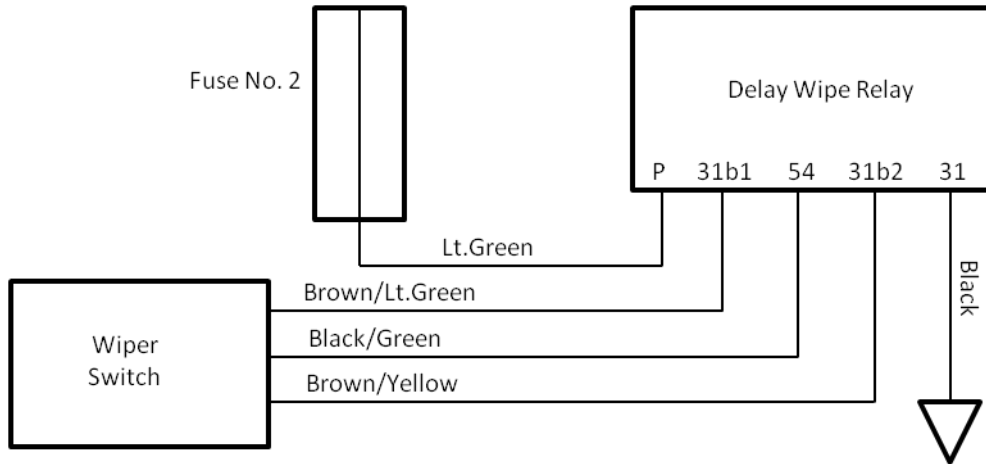 Fuse No. 2
Delay Wipe Relay
P 31b1 54 31b2 31
Lt.Green
Brown/Lt.Green
Black/Green
Brown/Yellow
Black
Wiper
Switch